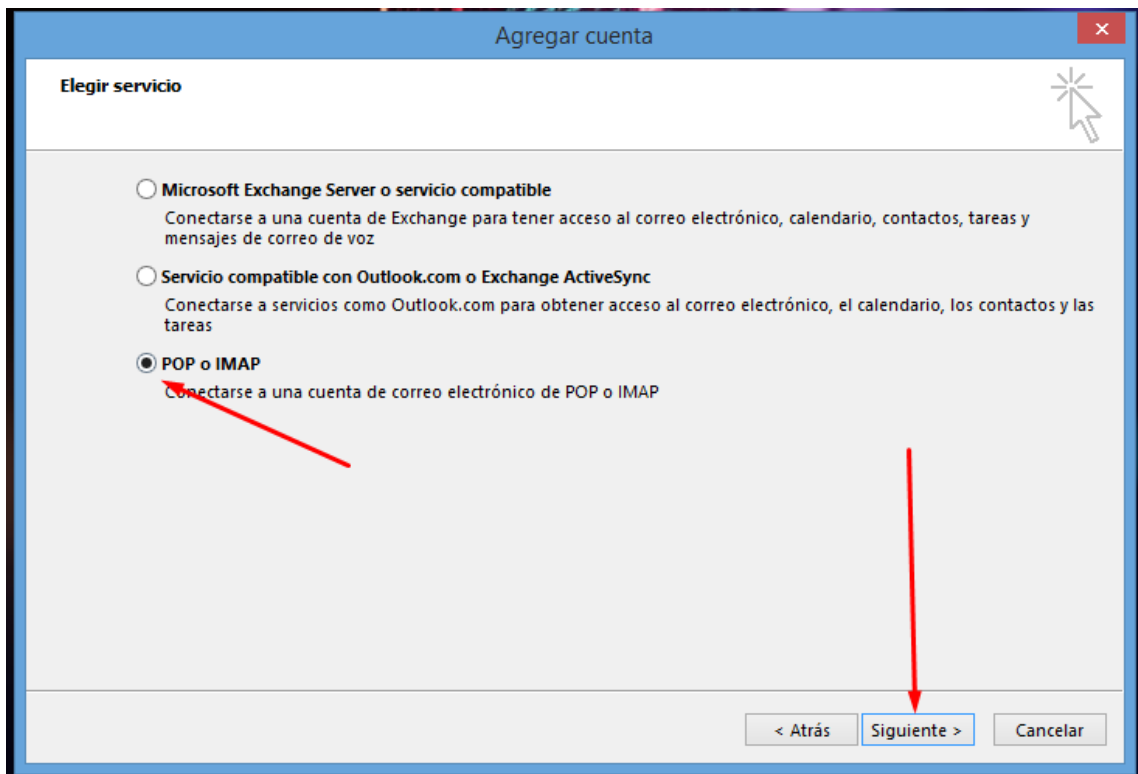 Agregar cuenta
Elegir servicio
Microsoft Exchange Server o servicio compatible
Conectarse a una cuenta de Exchange para tener acceso al correo electrónico, calendario, contactos, tareas y
mensajes de correo de voz
Servicio compatible con Outlook.com o Exchange ActiveSync
Conectarse a servicios como Outlook.com para obtener acceso al correo electrónico, el calendario, los contactos y las
tareas
POP o IMAP
Conectarse a una cuenta de correo electrónico de POP o IMAP
< Atrás
Siguiente >
Cancelar